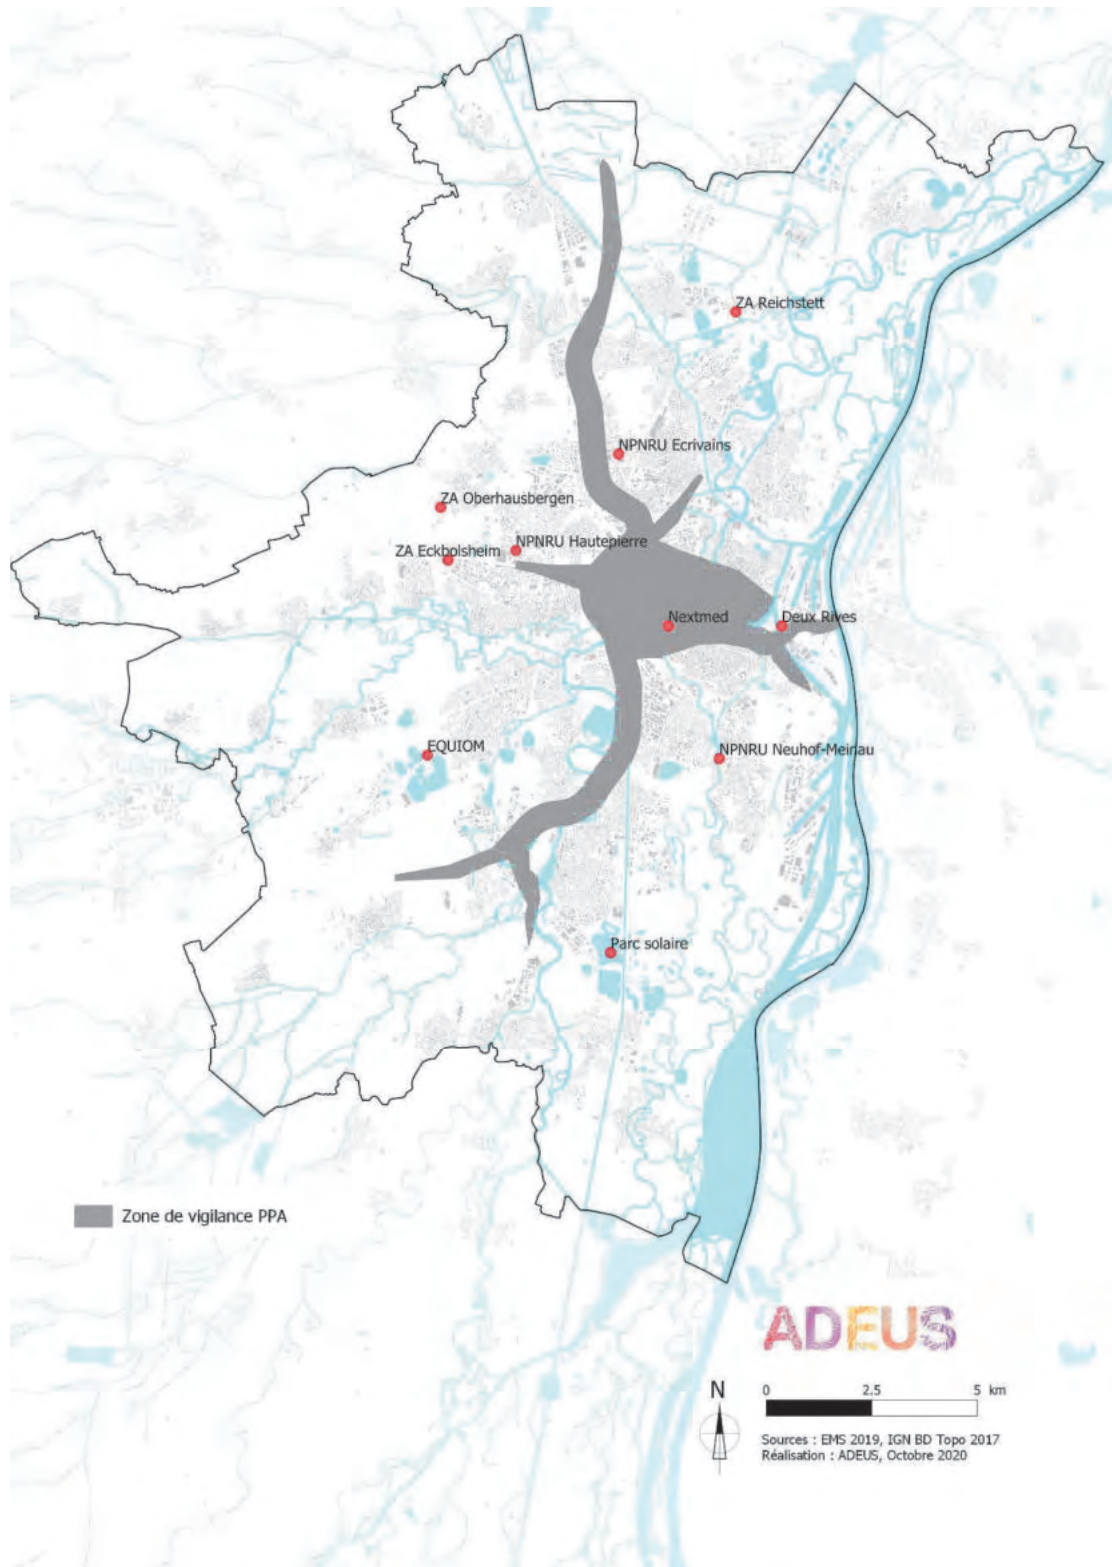 ZA Reichstett
NPNRU Ecrivains
ZA Oberhausbergen
NPNRU Hautepierre
ZA Eckbolsheim
Nextmed
Deux Rives
EQUIOM
NPNRU Neuhof-Meinau
Parc solaire
Zone de vigilance PPA
ADEUS
N
0 2.5 5 km
Sources : EMS 2019, IGN BD Topo 2017
Réalisation : ADEUS, Octobre 2020